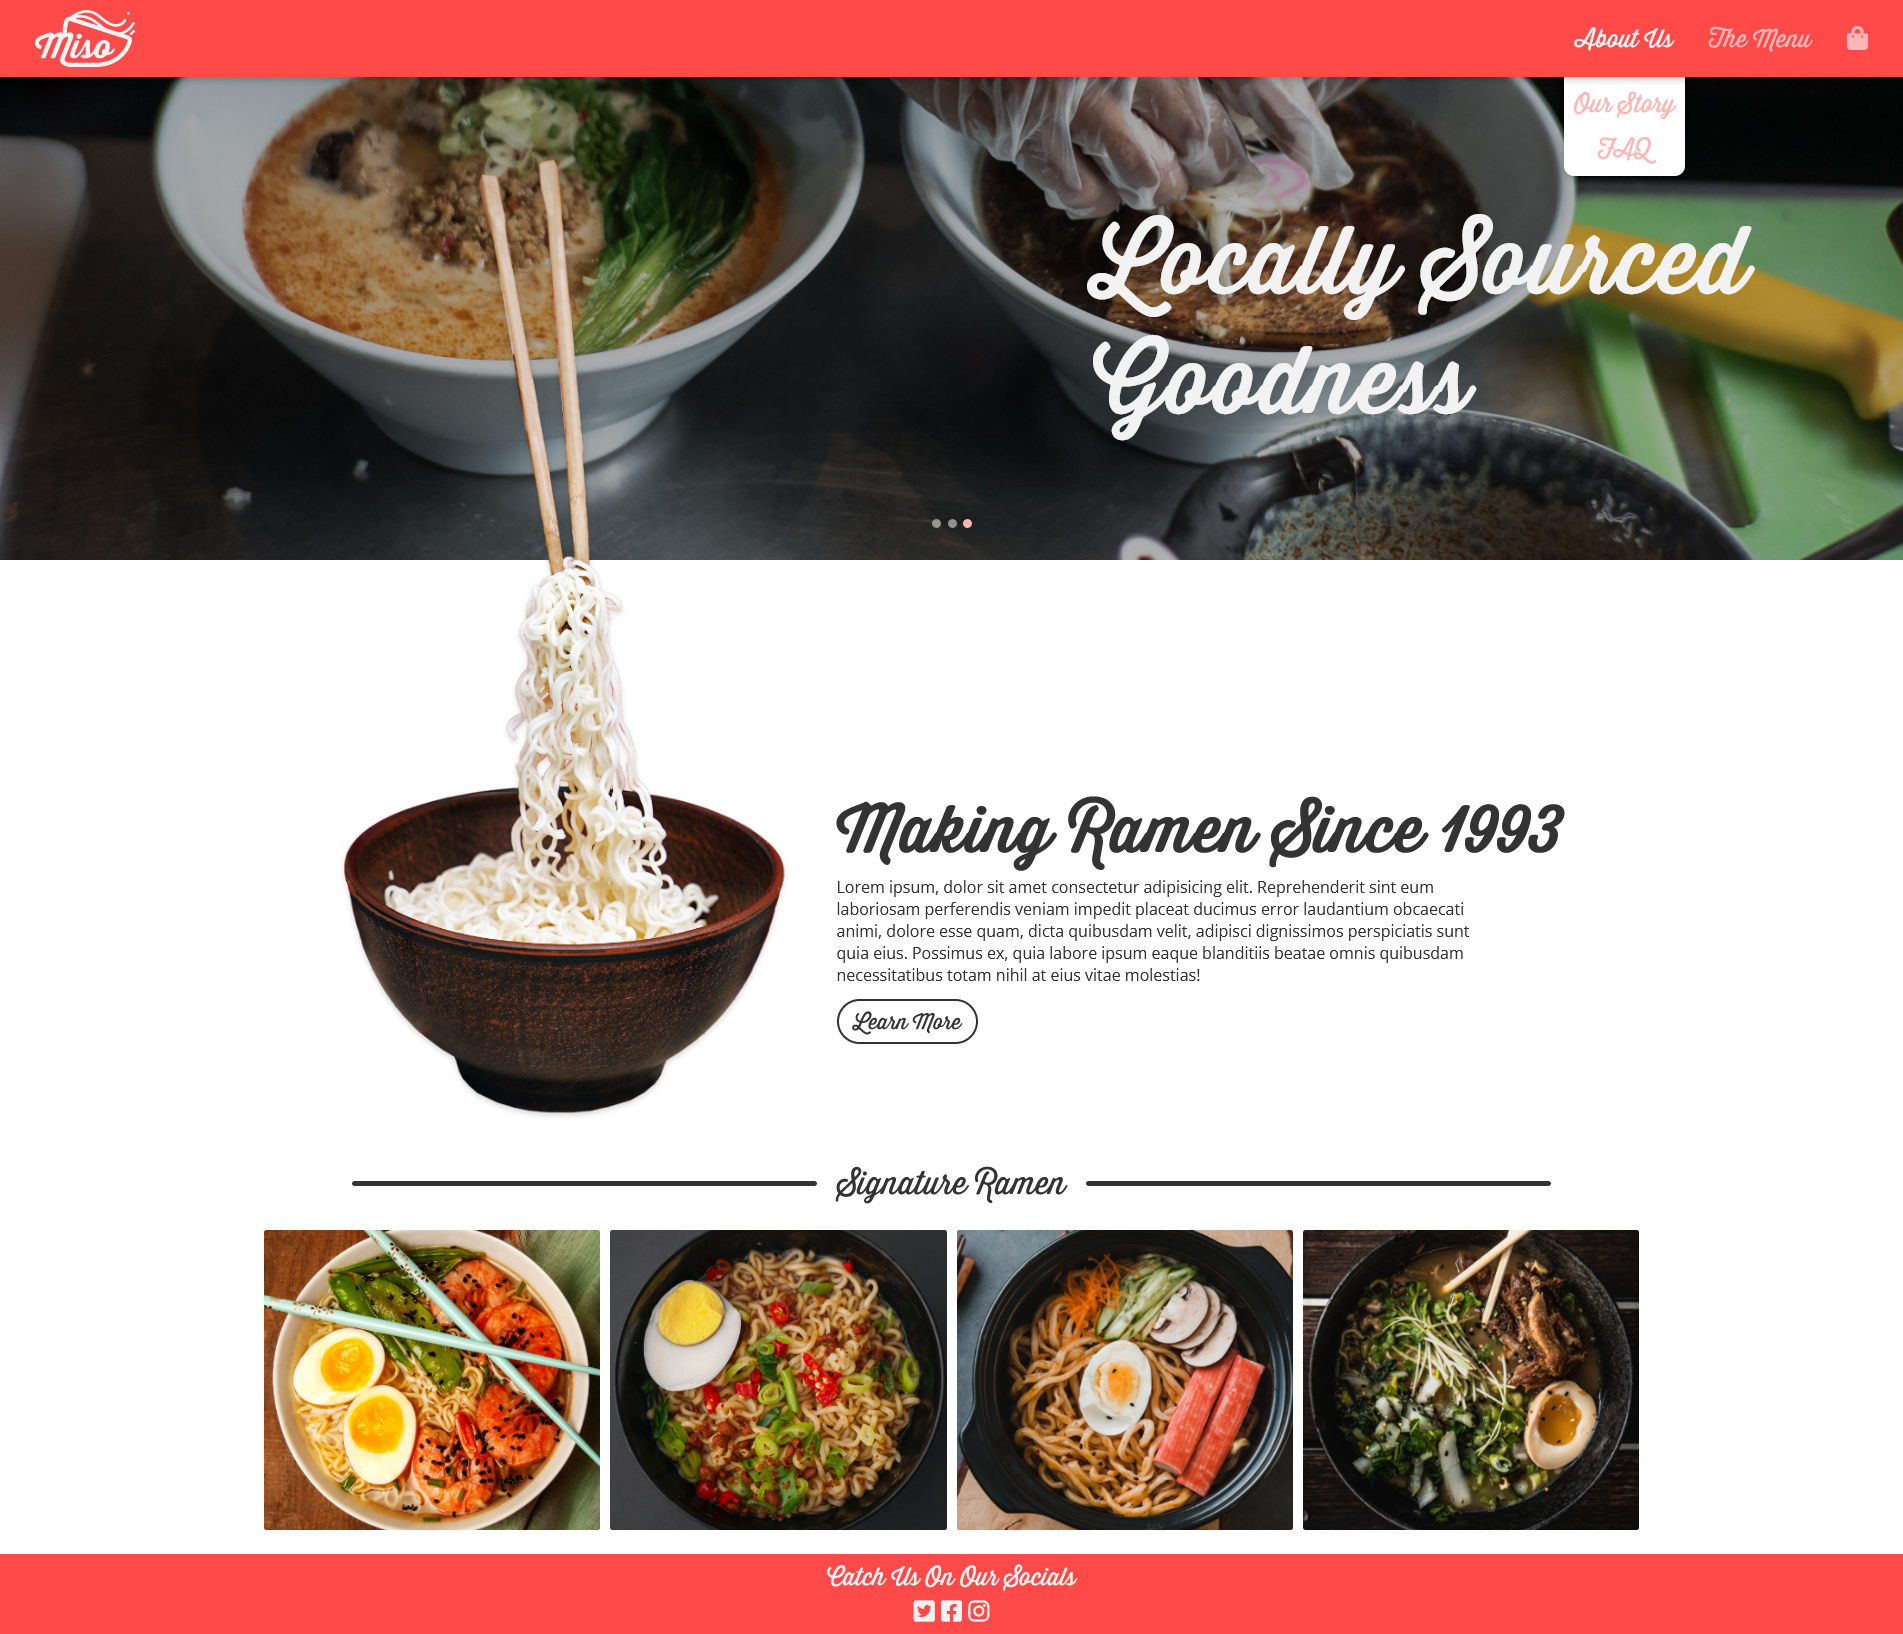 Miso
About Us
The Menu
Our Story
FAQ
Locally Sourced
Goodness
Making Ramen Since 1993
Lorem ipsum, dolor sit amet consectetur adipisicing elit. Reprehenderit sint eum
laboriosam perferendis veniam impedit placeat ducimus error laudantium obcaecati
animi, dolore esse quam, dicta quibusdam velit, adipisci dignissimos perspiciatis sunt
quia eius. Possimus ex, quia labore ipsum eaque blanditiis beatae omnis quibusdam
necessitatibus totam nihil at eius vitae molestias!
Learn More
Signature Ramen
Catch Us On Our Socials